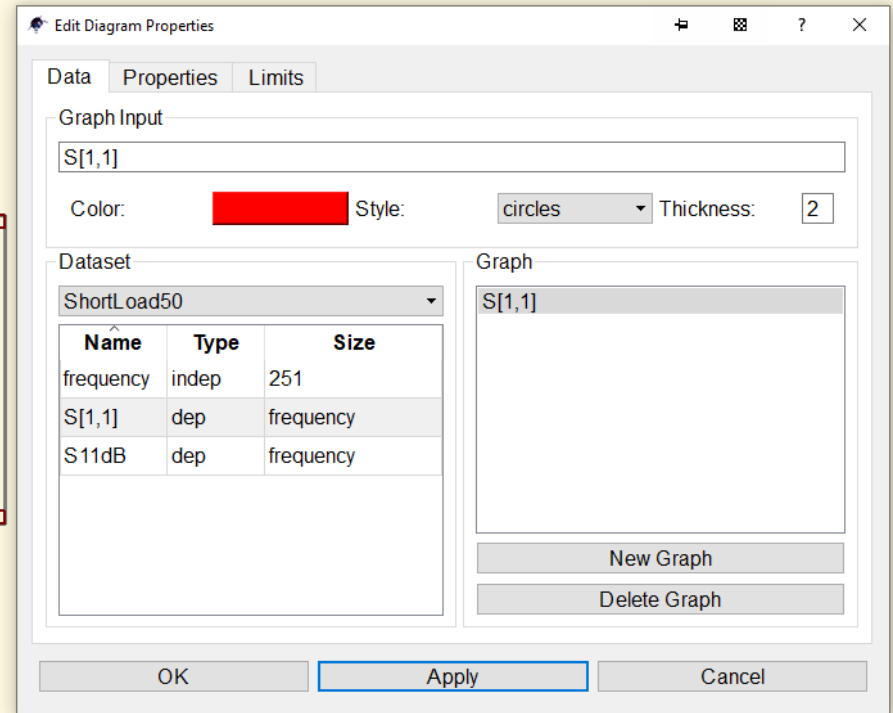 Edit Diagram Properties ?
Data Properties Limits
Graph Input
S[1,1]
Color: Style: circles Thickness: 2
Dataset Graph
ShortLoad50 S[1,1]
Name Type Size
frequency indep 251
S[1,1] dep frequency
S11dB dep frequency
New Graph
Delete Graph
OK Apply Cancel